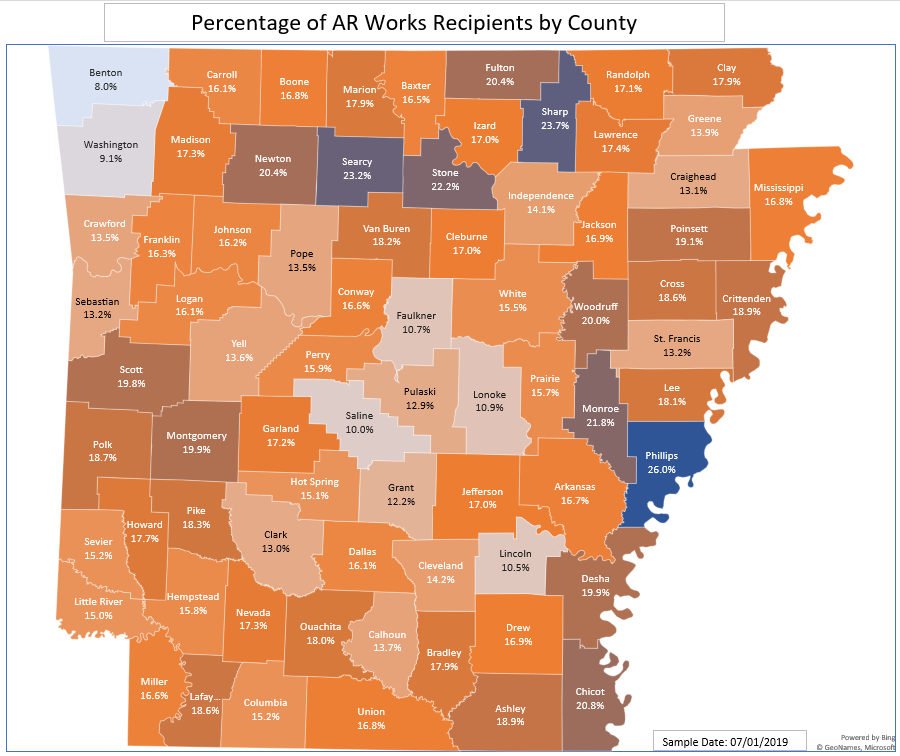 Percentage of AR Works Recipients by County
Benton
8.0%
Carroll
16.1%
Boone
16.8%
Marion
17.9%
Baxter
16.5%
Fulton
20.4%
Sharp
23.7%
Randolph
17.1%
Clay
17.9%
Washington
9.1%
Madison
17.3%
Newton
20.4%
Searcy
23.2%
Stone
22.2%
Izard
17.0%
Lawrence
17.4%
Greene
13.9%
Independence
14.1%
Craighead
13.1%
Mississippi
16.8%
Crawford
13.5%
Franklin
16.3%
Johnson
16.2%
Pope
13.5%
Van Buren
18.2%
Cleburne
17.0%
Jackson
16.9%
Poinsett
19.1%
Sebastian
13.2%
Logan
16.1%
Conway
16.6%
Faulkner
10.7%
White
15.5%
Woodruff
20.0%
Cross
18.6%
Crittenden
18.9%
Scott
19.8%
Yell
13.6%
Perry
15.9%
St. Francis
13.2%
Pulaski
12.9%
Lonoke
10.9%
Prairie
15.7%
Monroe
21.8%
Lee
18.1%
Polk
18.7%
Montgomery
19.9%
Garland
17.2%
Saline
10.0%
Phillips
26.0%
Hot Spring
15.1%
Grant
12.2%
Jefferson
17.0%
Arkansas
16.7%
Howard
17.7%
Pike
18.3%
Clark
13.0%
Sevier
15.2%
Dallas
16.1%
Cleveland
14.2%
Lincoln
10.5%
Desha
19.9%
Little River
15.0%
Hempstead
15.8%
Nevada
17.3%
Ouachita
18.0%
Calhoun
13.7%
Bradley
17.9%
Drew
16.9%
Miller
16.6%
Lafay...
18.6%
Columbia
15.2%
Union
16.8%
Ashley
18.9%
Chicot
20.8%
Sample Date: 07/01/2019
Powered by Bing
© GeoNames, Microsoft